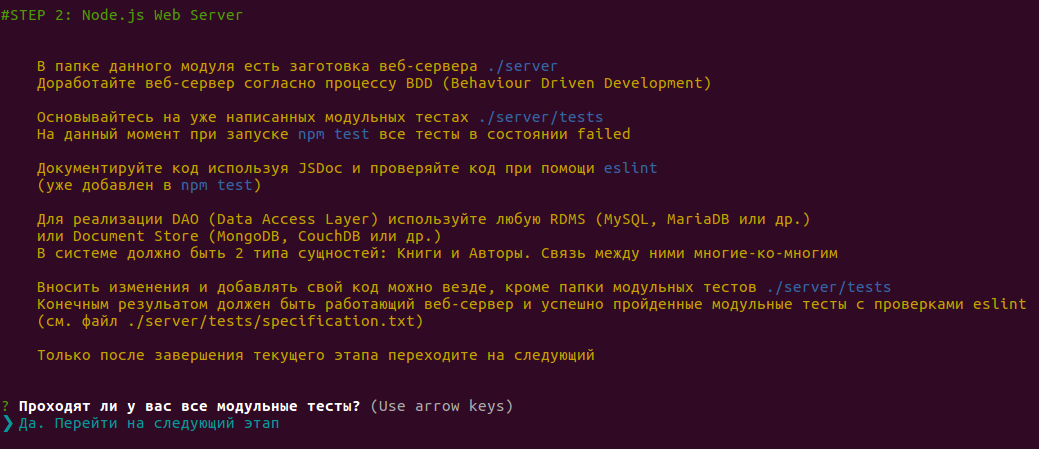 #STEP 2: Node.js Web Server
В папке данного модуля есть заготовка веб-сервера ./server
Доработайте веб-сервер согласно процессу BDD (Behaviour Driven Development)
Основывайтесь на уже написанных модульных тестах ./server/tests
На данный момент при запуске npm test все тесты в состоянии failed
Документируйте код используя JSDoc и проверяйте код при помощи eslint
(уже добавлен в npm test)
Для реализации DAO (Data Access Layer) используйте любую RDMS (MySQL, MariaDB или др.)
или Document Store (MongoDB, CouchDB или др.)
В системе должно быть 2 типа сущностей: Книги и Авторы. Связь между ними многие-ко-многим
Вносить изменения и добавлять свой код можно везде, кроме папки модульных тестов ./server/tests
Конечным резульатом должен быть работающий веб-сервер и успешно пройденные модульные тесты с проверками eslint
(см. файл ./server/tests/specification.txt)
Только после завершения текущего этапа переходите на следующий
? Проходят ли у вас все модульные тесты? (Use arrow keys)
❯ Да. Перейти на следующий этап